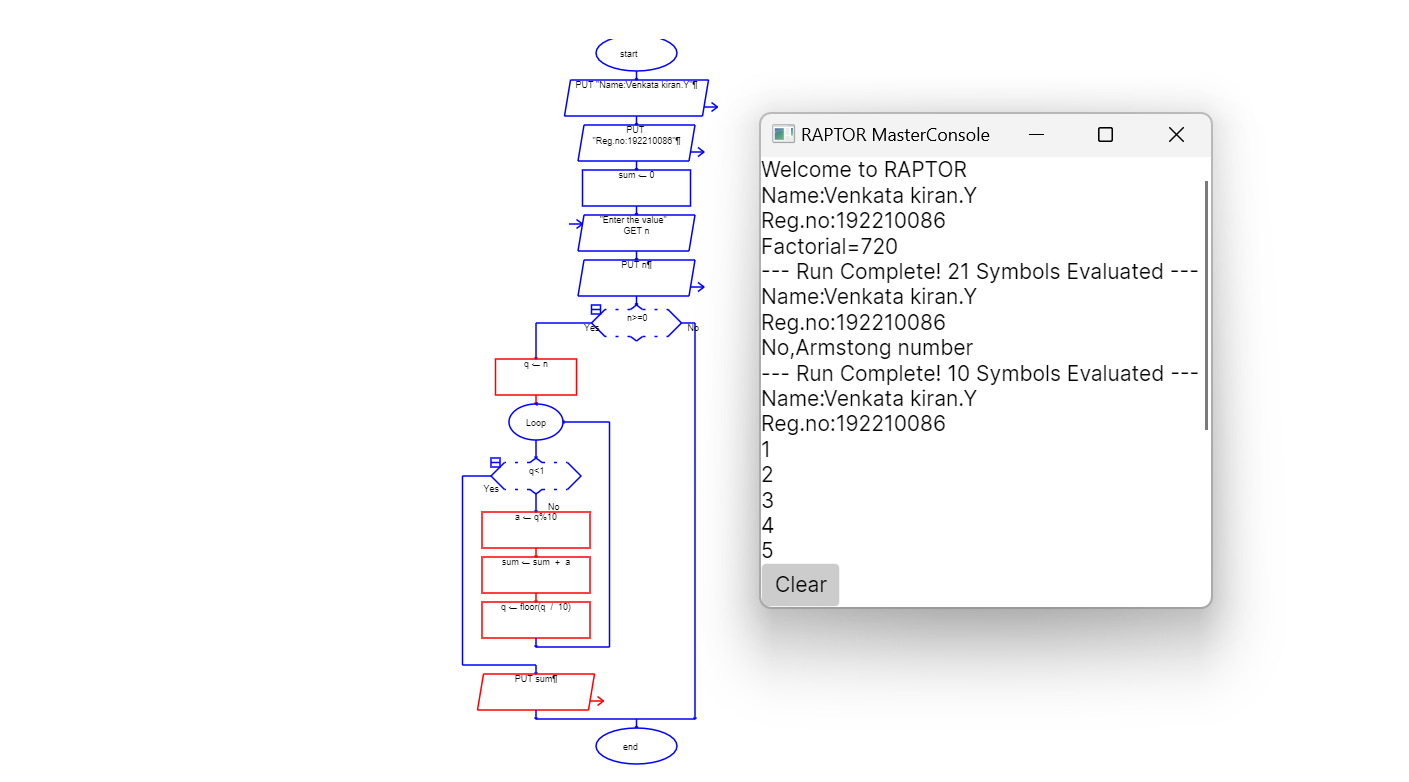 start
PUT "Name:Venkata kiran.Y"¶
PUT
"Reg.no:192210086"¶
sum ← 0
"Enter the value"
GET n
PUT n¶
n>=0
Yes
No
q ← n
Loop
q<1
Yes
No
a ← q%10
sum ← sum + a
q ← floor(q / 10)
PUT sum¶
end
RAPTOR MasterConsole
Welcome to RAPTOR
Name:Venkata kiran.Y
Reg.no:192210086
Factorial=720
--- Run Complete! 21 Symbols Evaluated ---
Name:Venkata kiran.Y
Reg.no:192210086
No,Armstong number
--- Run Complete! 10 Symbols Evaluated ---
Name:Venkata kiran.Y
Reg.no:192210086
1
2
3
4
5
Clear